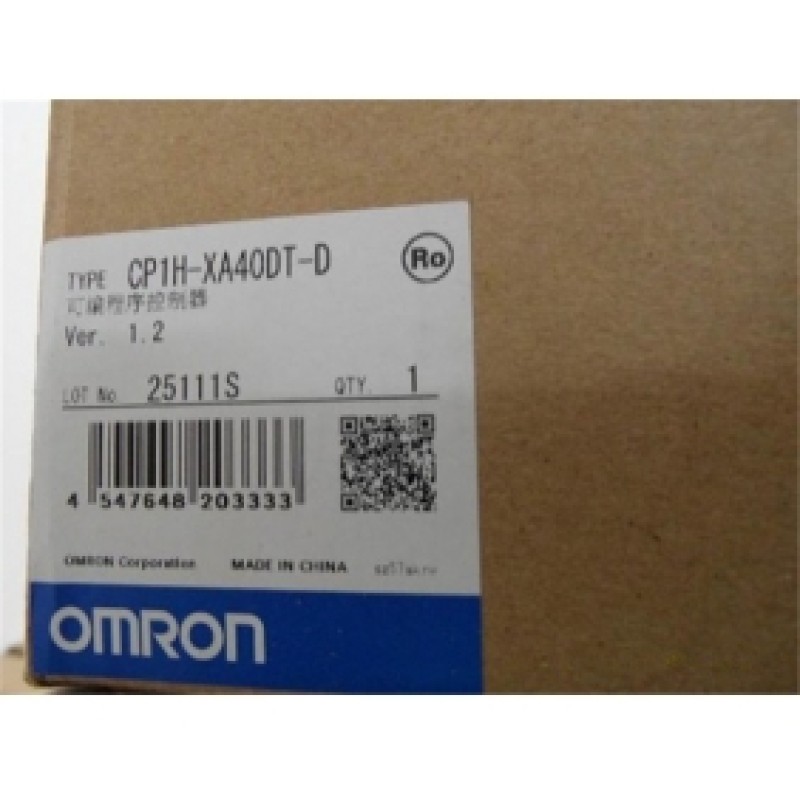 TYPE CP1H-XA40DT-D Ro
可编程序控制器
Ver. 1.2
LOT No. 25111S QTY. 1
4 547648 203333
OMRON Corporation MADE IN CHINA
OMRON